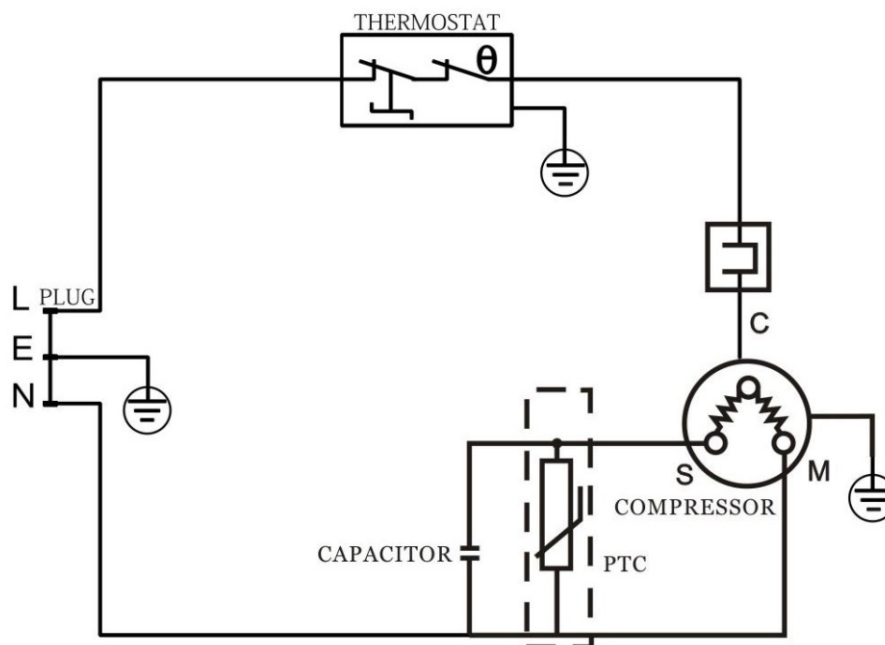 THERMOSTAT
θ
L PLUG
E
N
C
S
M
COMPRESSOR
CAPACITOR
PTC